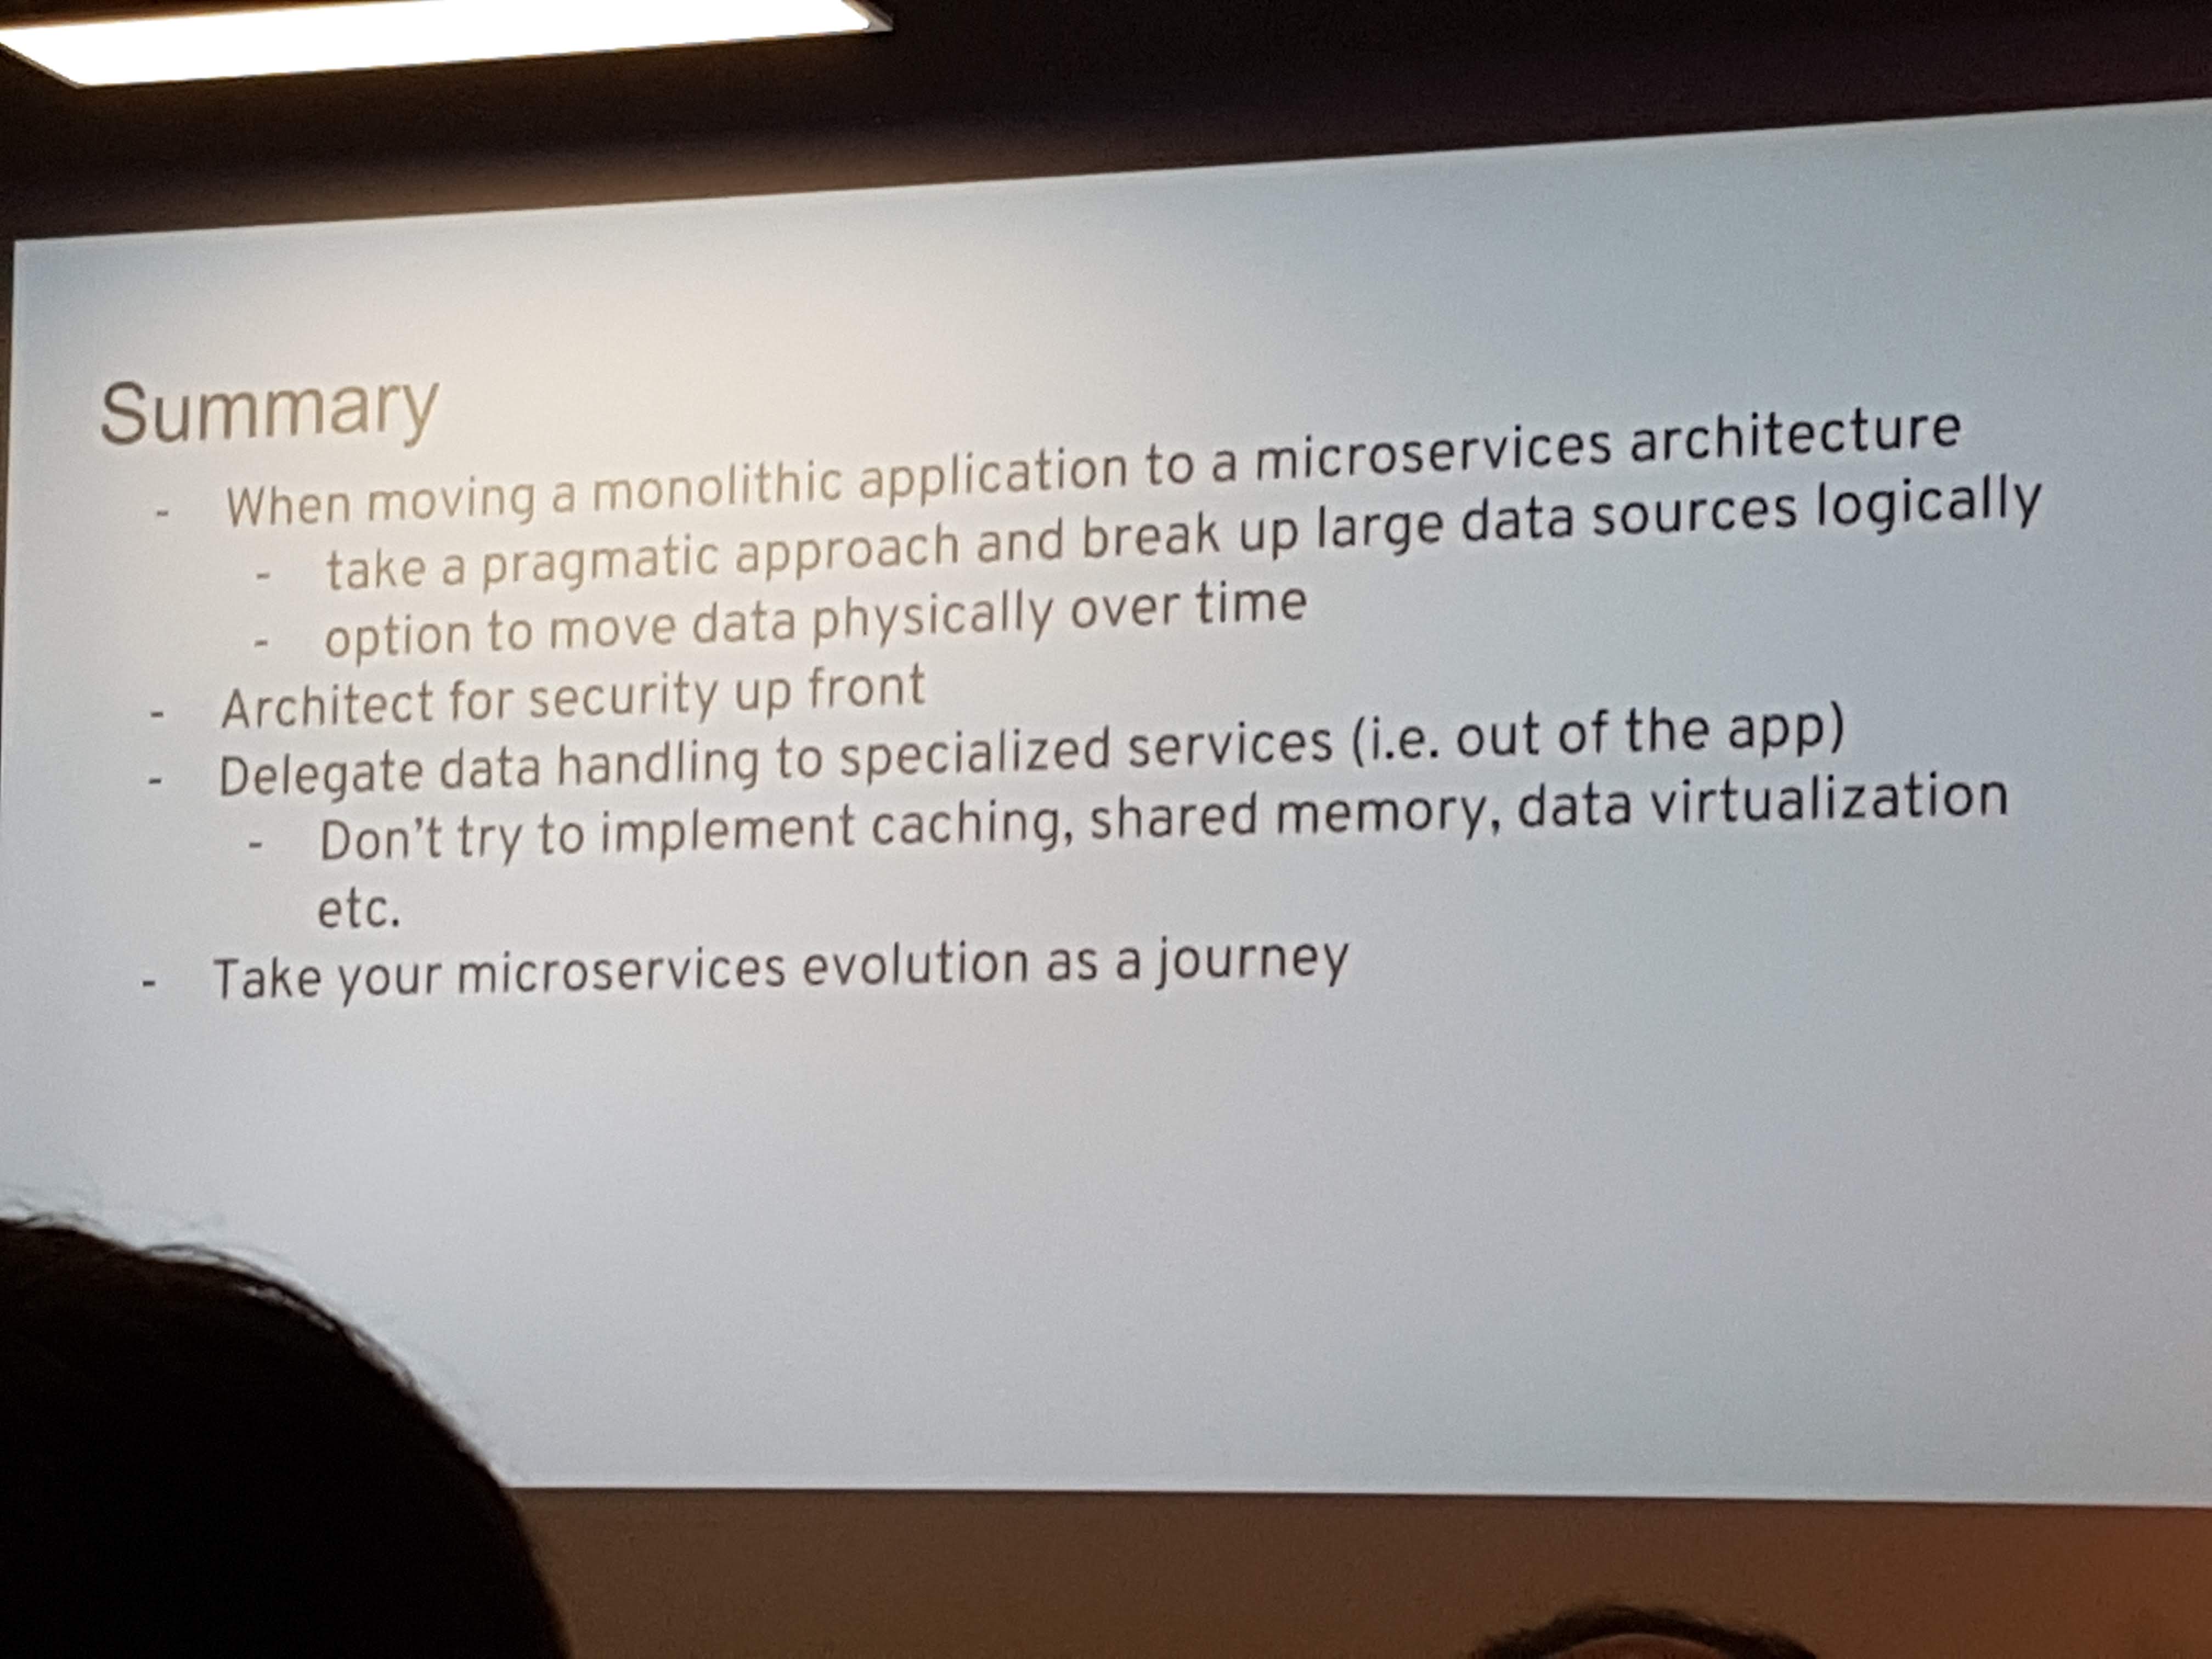 Summary
- When moving a monolithic application to a microservices architecture
- take a pragmatic approach and break up large data sources logically
- option to move data physically over time
- Architect for security up front
- Delegate data handling to specialized services (i.e. out of the app)
- Don't try to implement caching, shared memory, data virtualization
etc.
- Take your microservices evolution as a journey